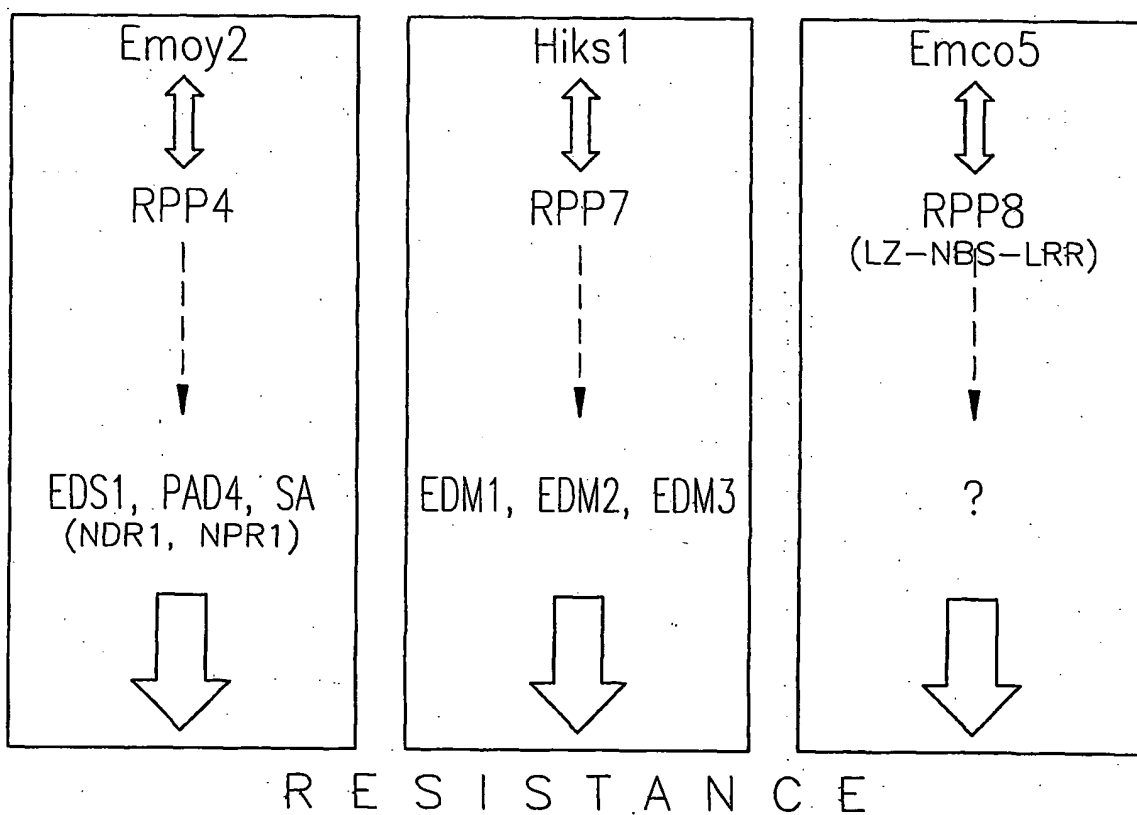 Emoy2
RPP4
EDS1, PAD4, SA
(NDR1, NPR1)
Hiks1
RPP7
EDM1, EDM2, EDM3
Emco5
RPP8
(LZ-NBS-LRR)
?
RESISTANCE